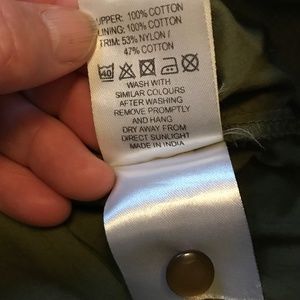 UPPER: 100% COTTON
LINING: 100% COTTON
TRIM: 53% NYLON /
47% COTTON
40
WASH WITH
SIMILAR COLOURS
AFTER WASHING
REMOVE PROMPTLY
AND HANG
DRY AWAY FROM
DIRECT SUNLIGHT
MADE IN INDIA